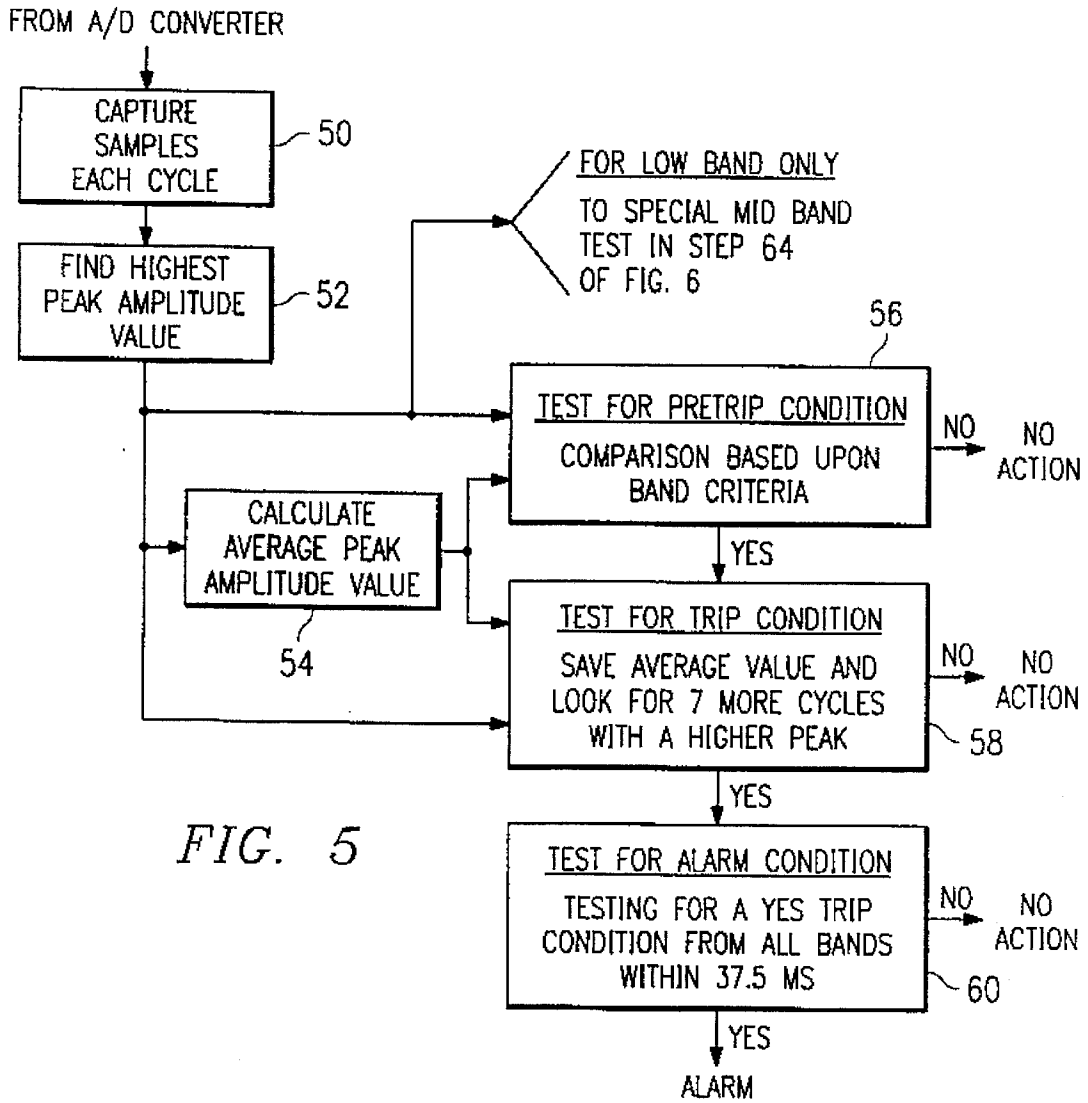 FROM A/D CONVERTER
CAPTURE
SAMPLES
EACH CYCLE
50
FIND HIGHEST
PEAK AMPLITUDE
VALUE
52
FOR LOW BAND ONLY
TO SPECIAL MID BAND
TEST IN STEP 64
OF FIG. 6
56
TEST FOR PRETRIP CONDITION
COMPARISON BASED UPON
BAND CRITERIA
NO
NO
ACTION
YES
CALCULATE
AVERAGE PEAK
AMPLITUDE VALUE
54
TEST FOR TRIP CONDITION
SAVE AVERAGE VALUE AND
LOOK FOR 7 MORE CYCLES
WITH A HIGHER PEAK
NO
NO
ACTION
58
YES
FIG. 5
TEST FOR ALARM CONDITION
TESTING FOR A YES TRIP
CONDITION FROM ALL BANDS
WITHIN 37.5 MS
NO
NO
ACTION
60
YES
ALARM